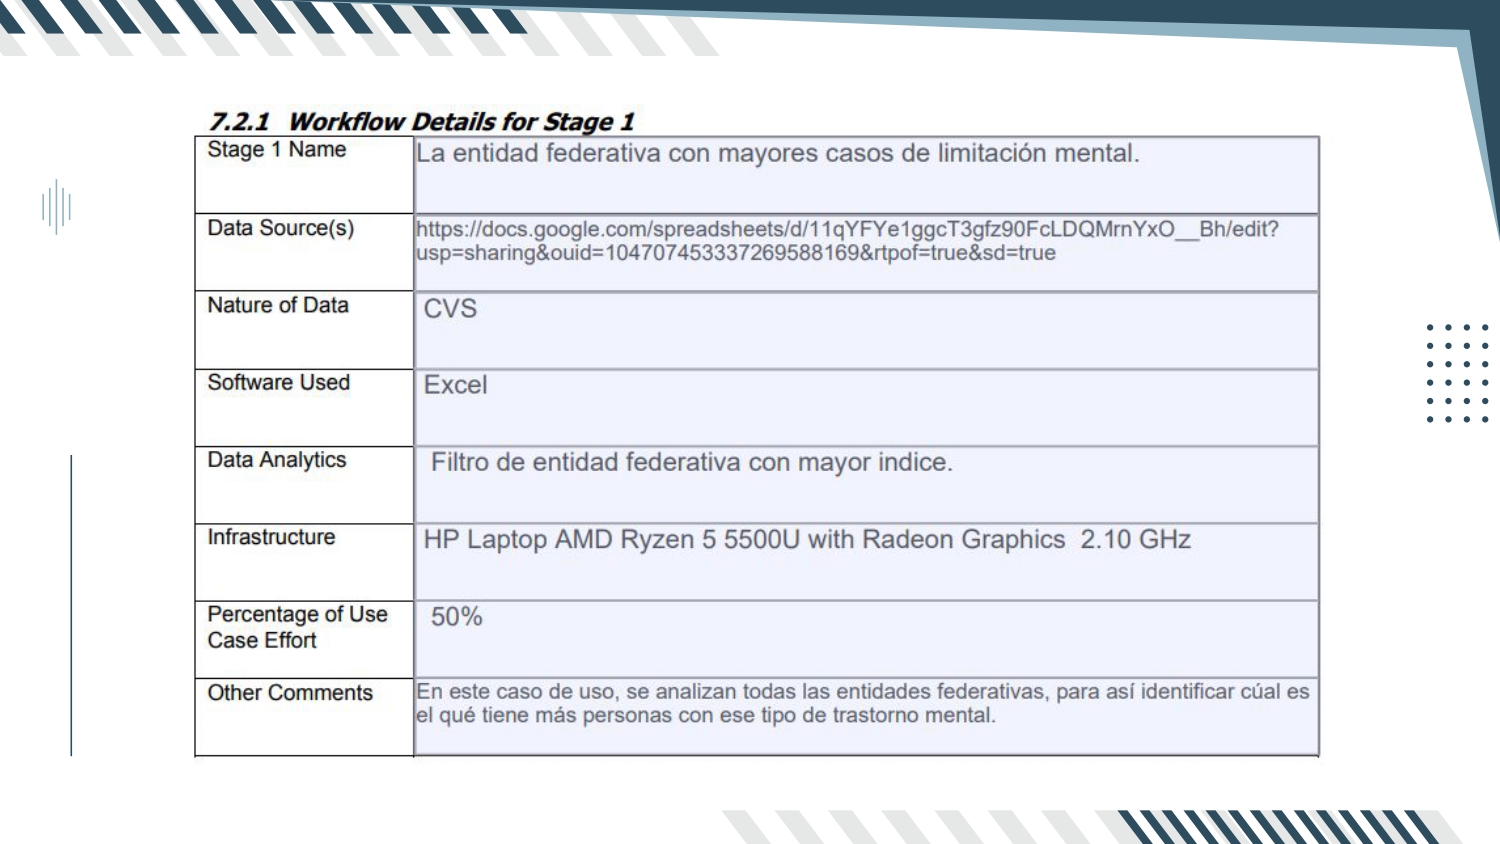 7.2.1 Workflow Details for Stage 1
Stage 1 Name
La entidad federativa con mayores casos de limitación mental.
Data Source(s)
https://docs.google.com/spreadsheets/d/11qYFYe1ggcT3gfz90FcLDQMrnYxO__Bh/edit?
usp=sharing&ouid=104707453337269588169&rtpof=true&sd=true
Nature of Data
CVS
Software Used
Excel
Data Analytics
Filtro de entidad federativa con mayor indice.
Infrastructure
HP Laptop AMD Ryzen 5 5500U with Radeon Graphics 2.10 GHz
Percentage of Use
Case Effort
50%
Other Comments
En este caso de uso, se analizan todas las entidades federativas, para así identificar cúal es
el qué tiene más personas con ese tipo de trastorno mental.